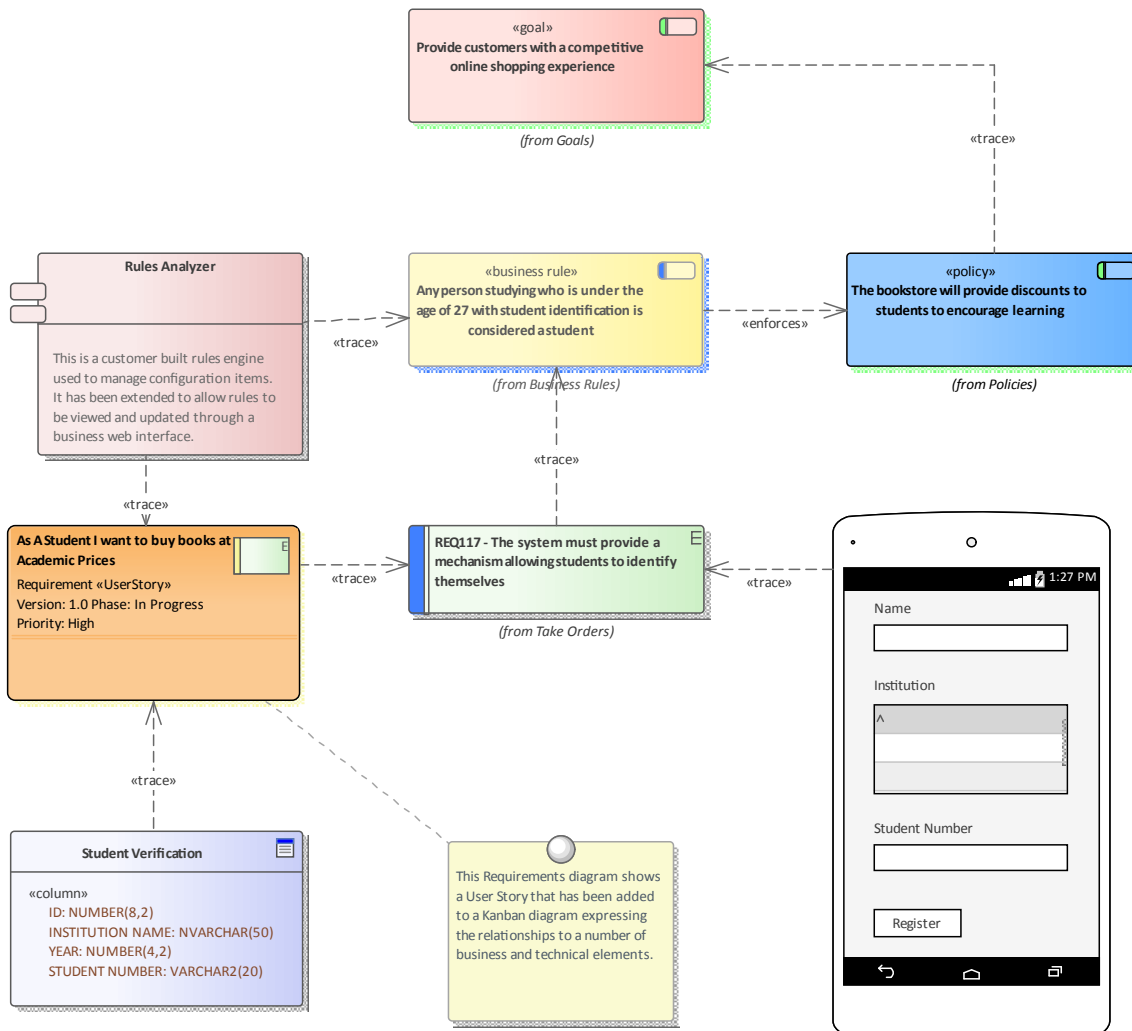 «goal»
Provide customers with a competitive
online shopping experience
(from Goals)
«trace»
Rules Analyzer
This is a customer built rules engine
used to manage configuration items.
It has been extended to allow rules to
be viewed and updated through a
business web interface.
«trace»
«business rule»
Any person studying who is under the
age of 27 with student identification is
considered a student
(from Business Rules)
«enforces»
«policy»
The bookstore will provide discounts to
students to encourage learning
(from Policies)
«trace»
«trace»
As A Student I want to buy books at
Academic Prices
E
Requirement «UserStory»
Version: 1.0 Phase: In Progress
Priority: High
«trace»
REQ117 - The system must provide a
mechanism allowing students to identify
themselves
E
(from Take Orders)
«trace»
1:27 PM
Name
Institution
^
Student Number
Register
«trace»
Student Verification
«column»
ID: NUMBER(8,2)
INSTITUTION NAME: NVARCHAR(50)
YEAR: NUMBER(4,2)
STUDENT NUMBER: VARCHAR2(20)
This Requirements diagram shows
a User Story that has been added
to a Kanban diagram expressing
the relationships to a number of
business and technical elements.